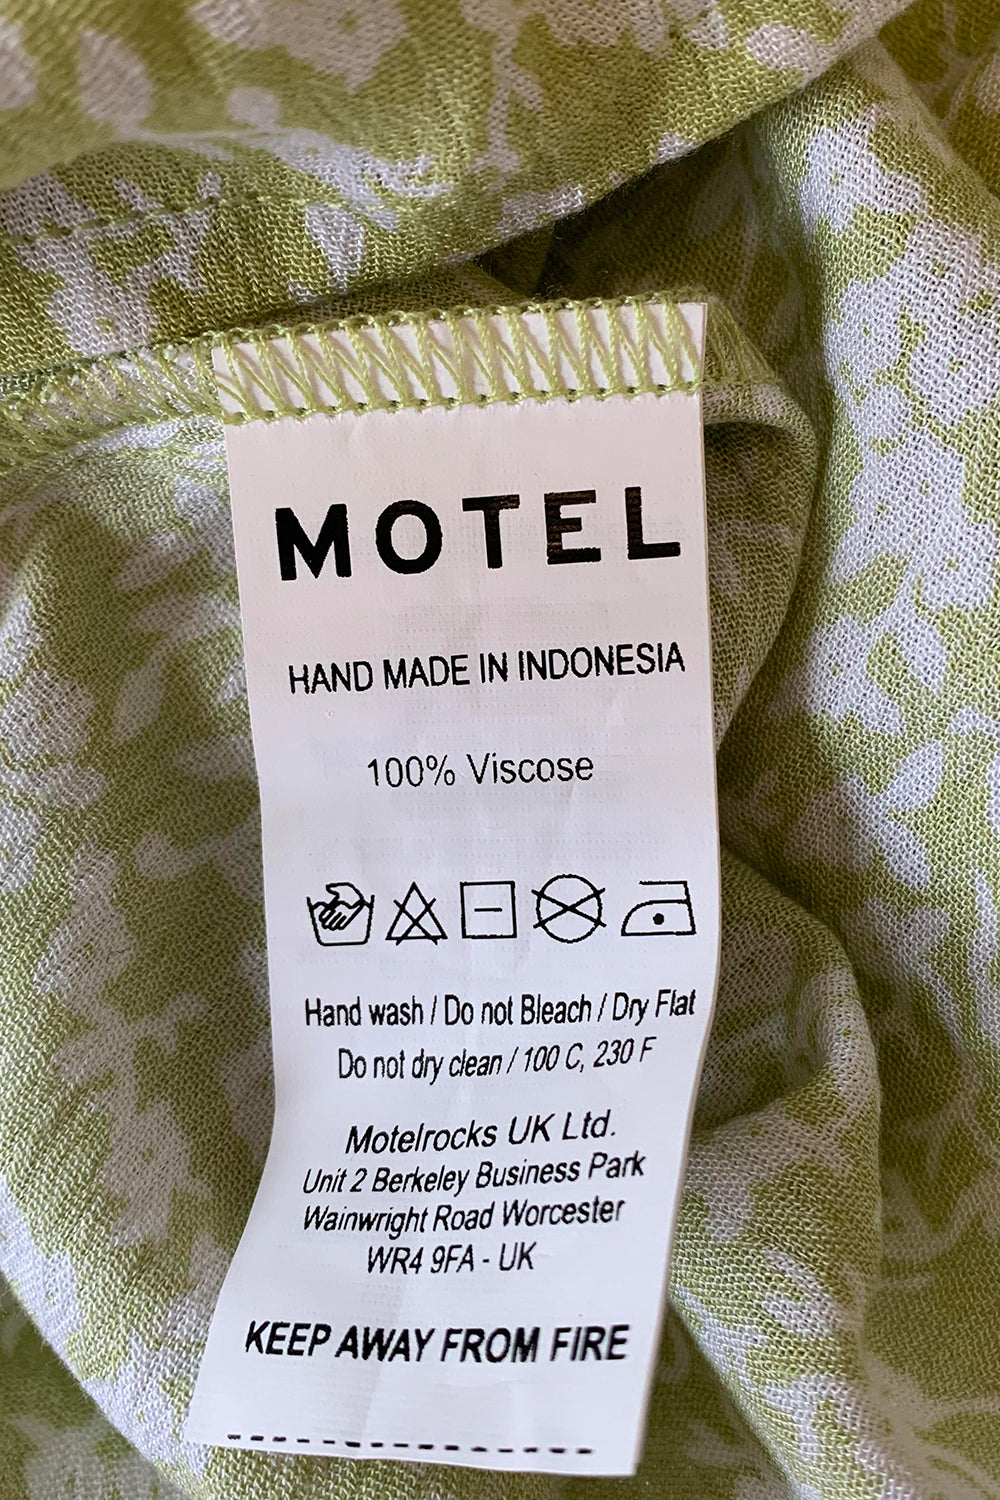 MOTEL
HAND MADE IN INDONESIA
100% Viscose
Hand wash / Do not Bleach / Dry Flat
Do not dry clean / 100 C, 230 F
Motelrocks UK Ltd.
Unit 2 Berkeley Business Park
Wainwright Road Worcester
WR4 9FA - UK
KEEP AWAY FROM FIRE